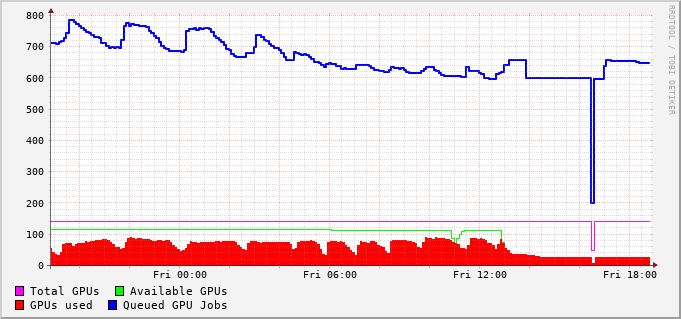 800
700
600
500
400
300
200
100
0
Fri 00:00 Fri 06:00 Fri 12:00 Fri 18:00
Total GPUs Available GPUs
GPUs used Queued GPU Jobs
RRDTOOL / TOBI OETIKER